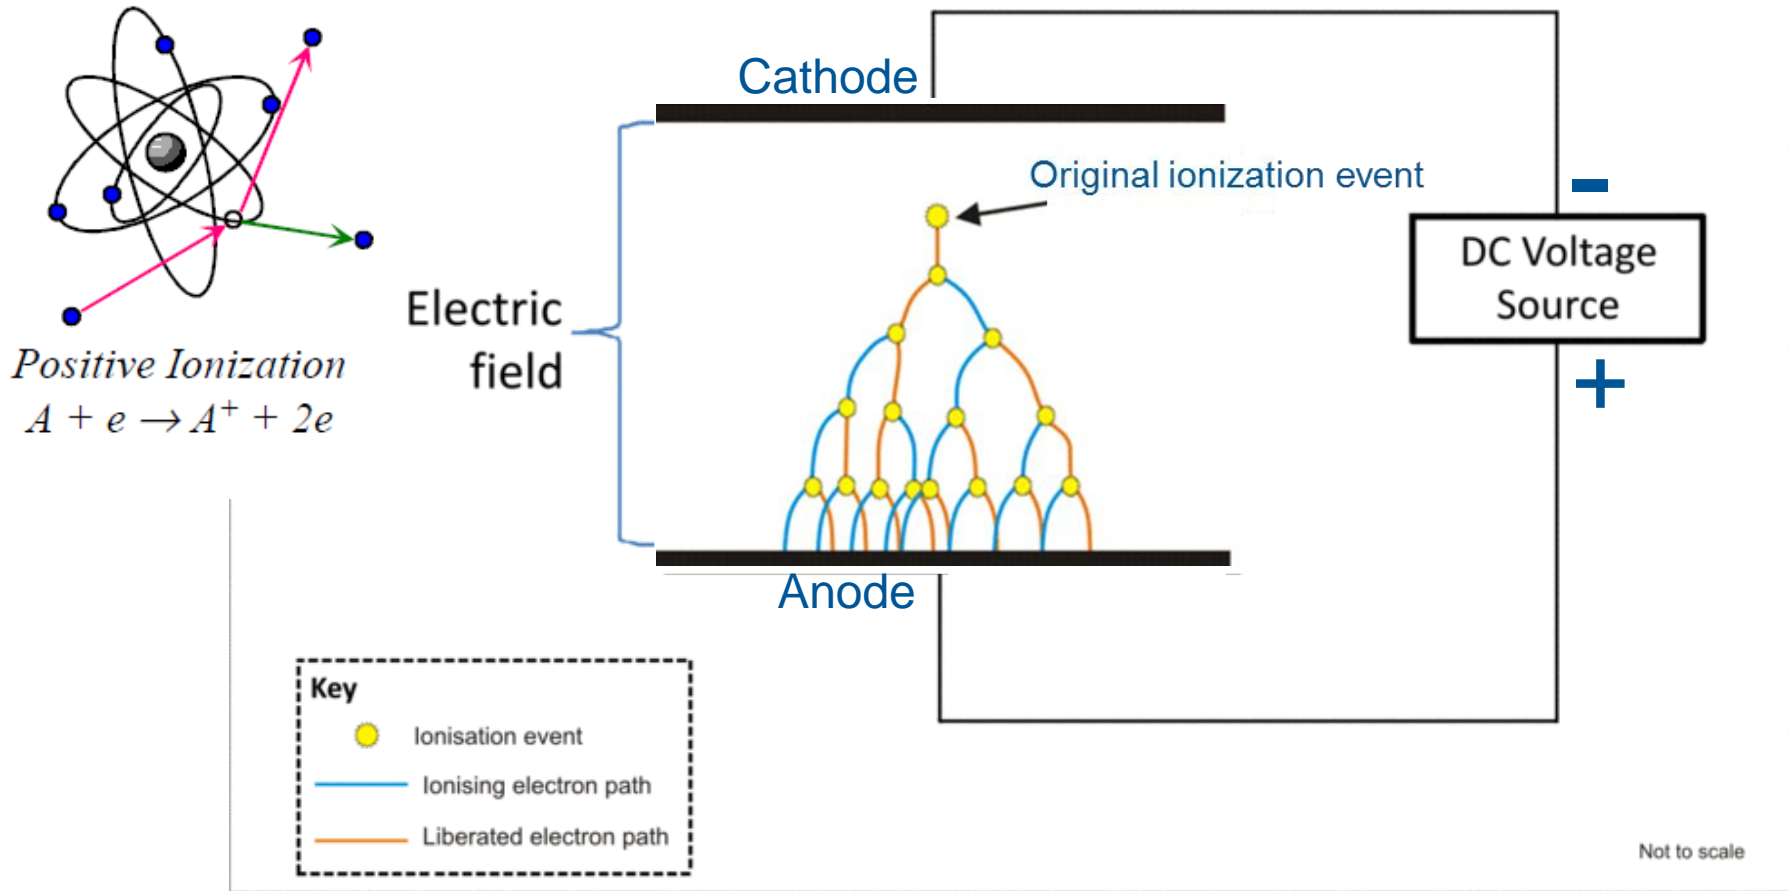 Cathode
Original ionization event
−
DC Voltage
Source
+
Electric
field
Positive Ionization
A + e → A⁺ + 2e
Anode
Key
Ionisation event
Ionising electron path
Liberated electron path
Not to scale